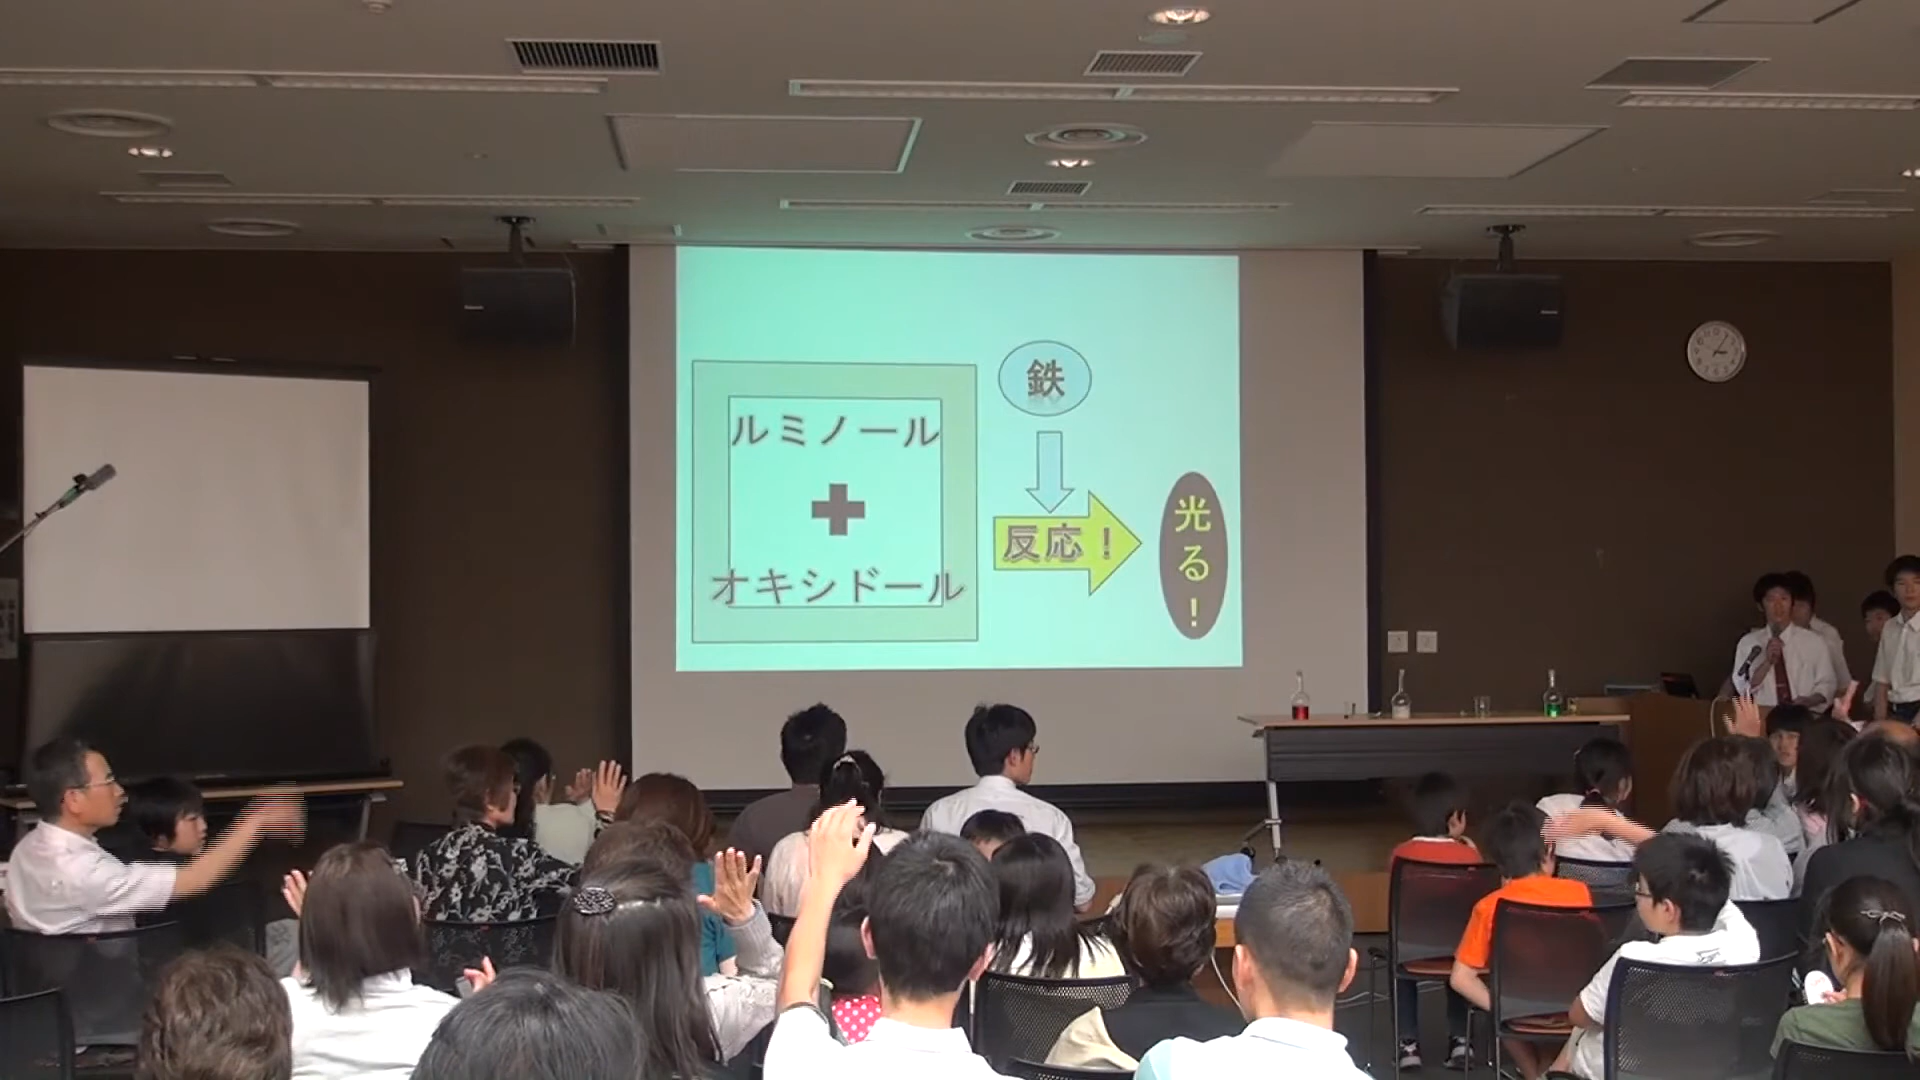 鉄
ルミノール
オキシドール
反応！
光る！